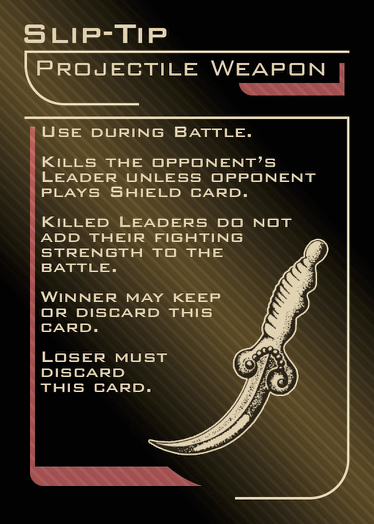 Slip-Tip
Projectile Weapon
Use during Battle.
Kills the opponent's
Leader unless opponent
plays Shield card.
Killed Leaders do not
add their fighting
strength to the
battle.
Winner may keep
or discard this
card.
Loser must
discard
this card.